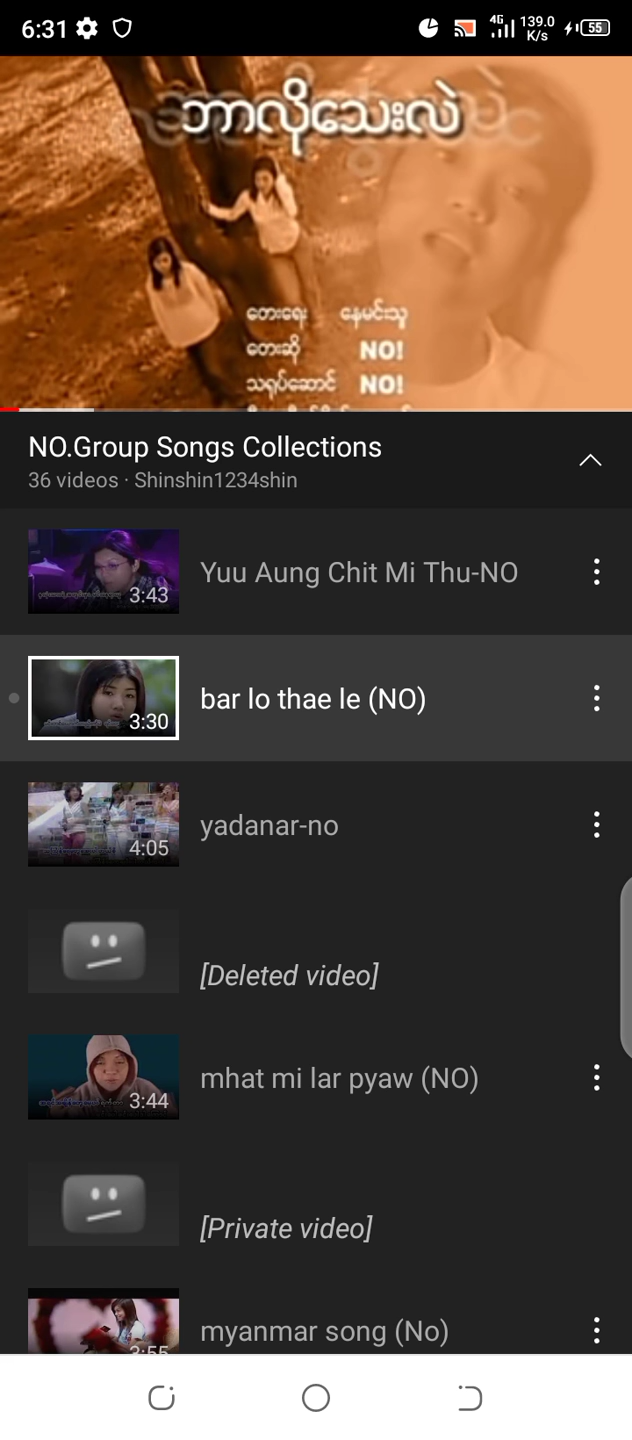 6:31
4G
139.0
K/s
55
ဘာလိုသေးလဲ
တေးရေး နေမင်းသူ
တေးဆို NO!
သရုပ်ဆောင် NO!
NO.Group Songs Collections
36 videos · Shinshin1234shin
3:43
Yuu Aung Chit Mi Thu-NO
3:30
bar lo thae le (NO)
4:05
yadanar-no
[Deleted video]
3:44
mhat mi lar pyaw (NO)
[Private video]
3:55
myanmar song (No)